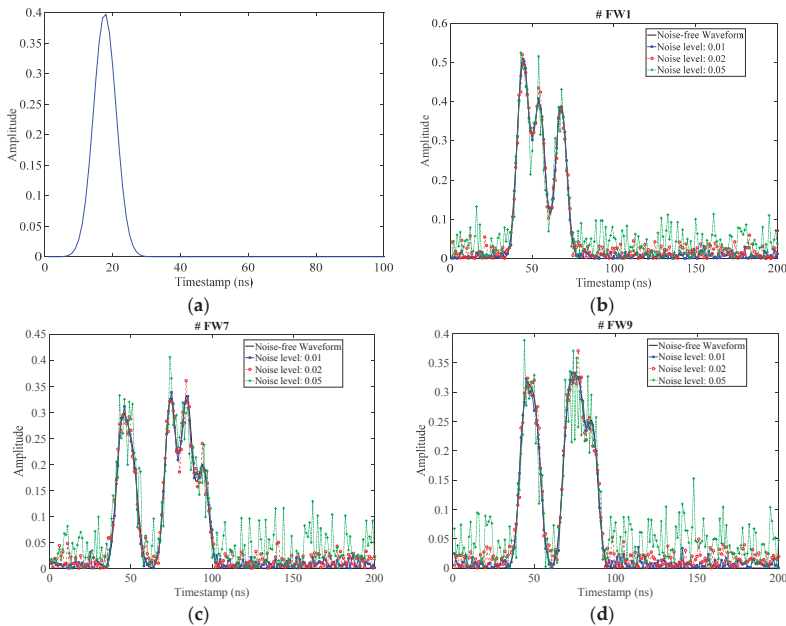 0.4
0.35
0.3
0.25
0.2
0.15
0.1
0.05
0
Amplitude
0 20 40 60 80 100
Timestamp (ns)
(a)
# FW1
0.6
0.5
0.4
0.3
0.2
0.1
0
Amplitude
Noise-free Waveform
Noise level: 0.01
Noise level: 0.02
Noise level: 0.05
0 50 100 150 200
Timestamp (ns)
(b)
# FW7
0.45
0.4
0.35
0.3
0.25
0.2
0.15
0.1
0.05
0
Amplitude
Noise-free Waveform
Noise level: 0.01
Noise level: 0.02
Noise level: 0.05
0 50 100 150 200
Timestamp (ns)
(c)
# FW9
0.4
0.35
0.3
0.25
0.2
0.15
0.1
0.05
0
Amplitude
Noise-free Waveform
Noise level: 0.01
Noise level: 0.02
Noise level: 0.05
0 50 100 150 200
Timestamp (ns)
(d)